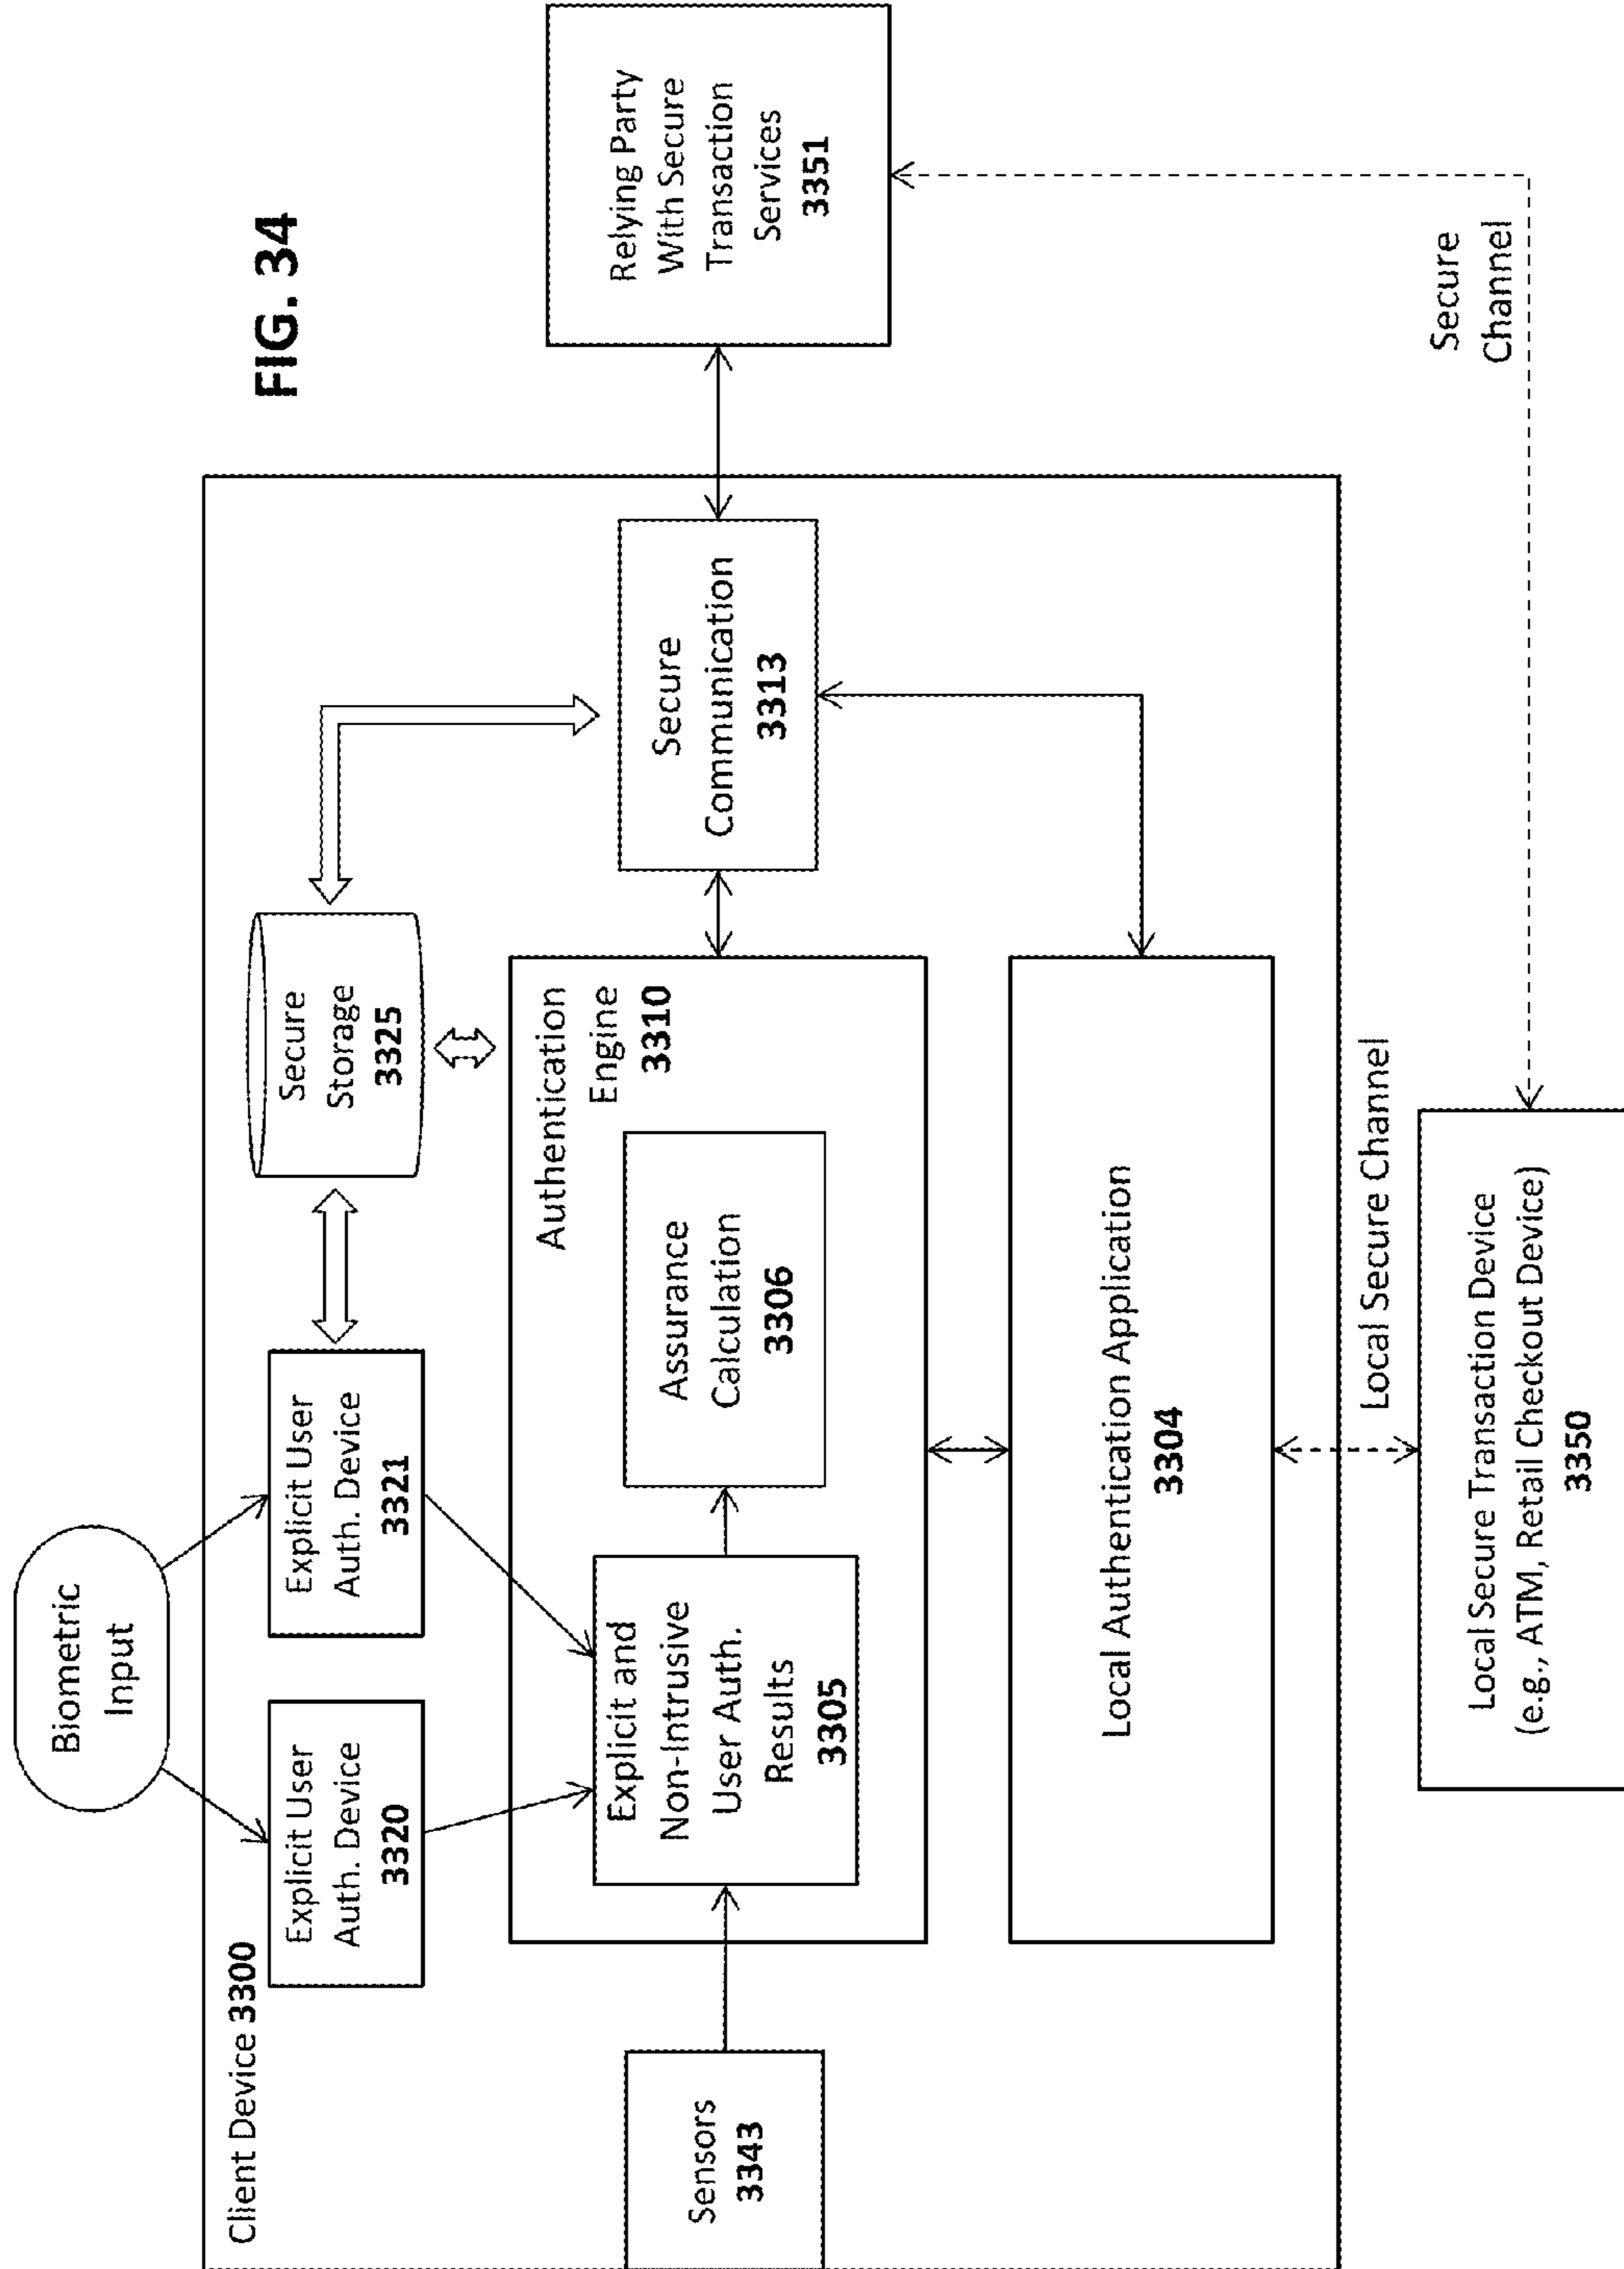 FIG. 34
Biometric
Input
Client Device 3300
Explicit User
Auth. Device
3320
Explicit User
Auth. Device
3321
Secure
Storage
3325
Sensors
3343
Explicit and
Non-Intrusive
User Auth.
Results
3305
Assurance
Calculation
3306
Authentication
Engine
3310
Secure
Communication
3313
Relying Party
With Secure
Transaction
Services
3351
Local Authentication Application
3304
Local Secure Channel
Secure
Channel
Local Secure Transaction Device
(e.g., ATM, Retail Checkout Device)
3350